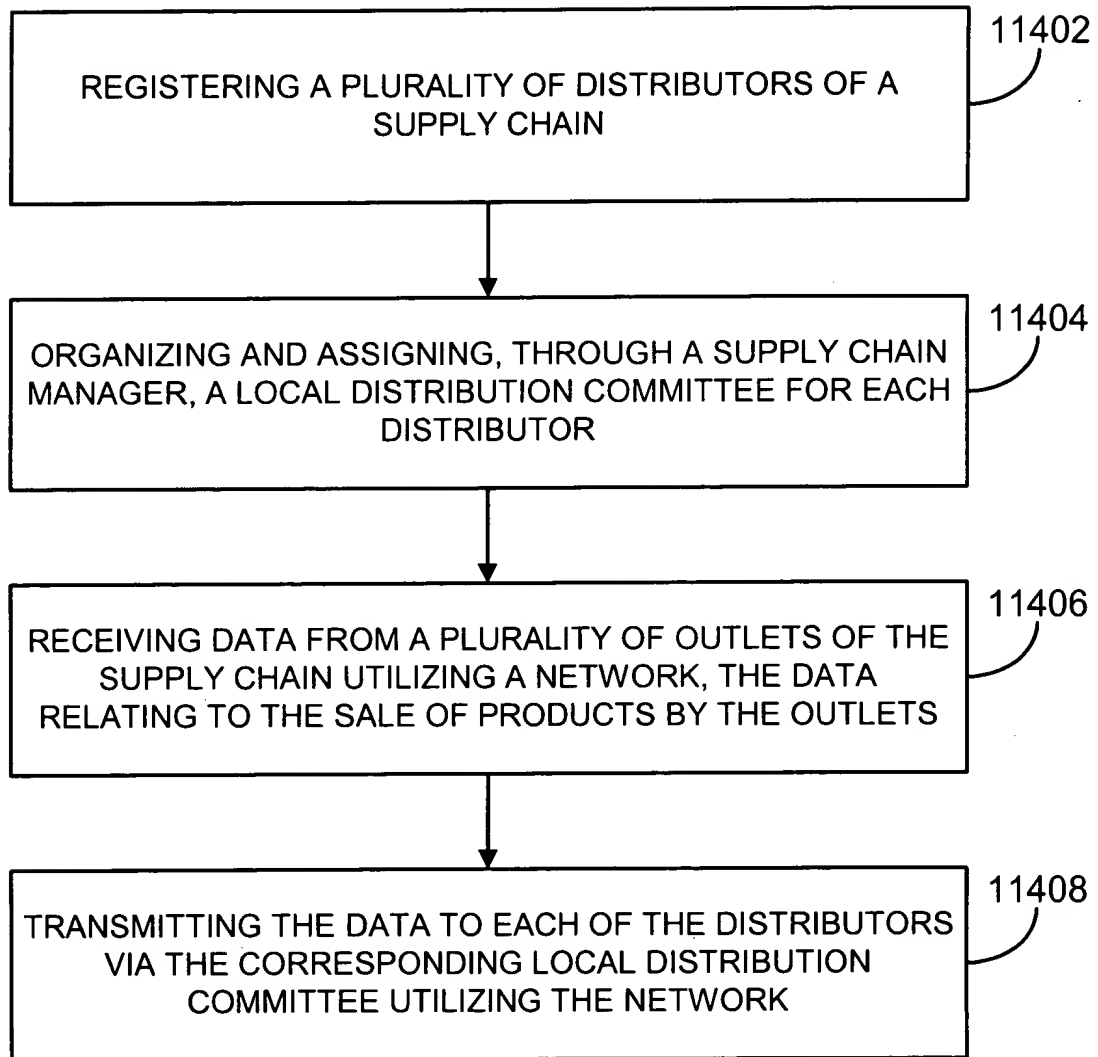 11402
REGISTERING A PLURALITY OF DISTRIBUTORS OF A
SUPPLY CHAIN
11404
ORGANIZING AND ASSIGNING, THROUGH A SUPPLY CHAIN
MANAGER, A LOCAL DISTRIBUTION COMMITTEE FOR EACH
DISTRIBUTOR
11406
RECEIVING DATA FROM A PLURALITY OF OUTLETS OF THE
SUPPLY CHAIN UTILIZING A NETWORK, THE DATA
RELATING TO THE SALE OF PRODUCTS BY THE OUTLETS
11408
TRANSMITTING THE DATA TO EACH OF THE DISTRIBUTORS
VIA THE CORRESPONDING LOCAL DISTRIBUTION
COMMITTEE UTILIZING THE NETWORK